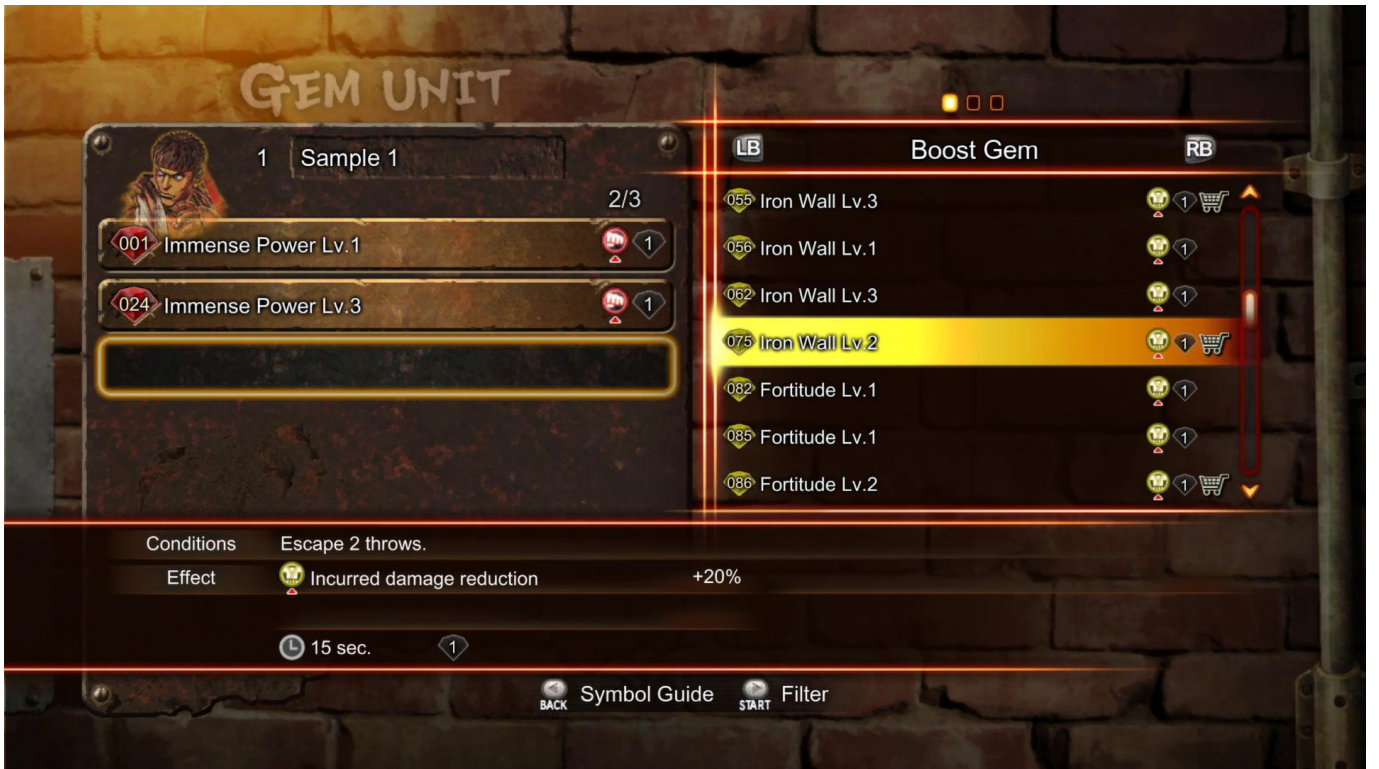 GEM UNIT
1 Sample 1
2/3
001 Immense Power Lv.1 1
024 Immense Power Lv.3 1
LB Boost Gem RB
055 Iron Wall Lv.3 1
056 Iron Wall Lv.1 1
062 Iron Wall Lv.3 1
075 Iron Wall Lv.2 1
082 Fortitude Lv.1 1
085 Fortitude Lv.1 1
086 Fortitude Lv.2 1
Conditions Escape 2 throws.
Effect Incurred damage reduction +20%
15 sec. 1
BACK Symbol Guide START Filter